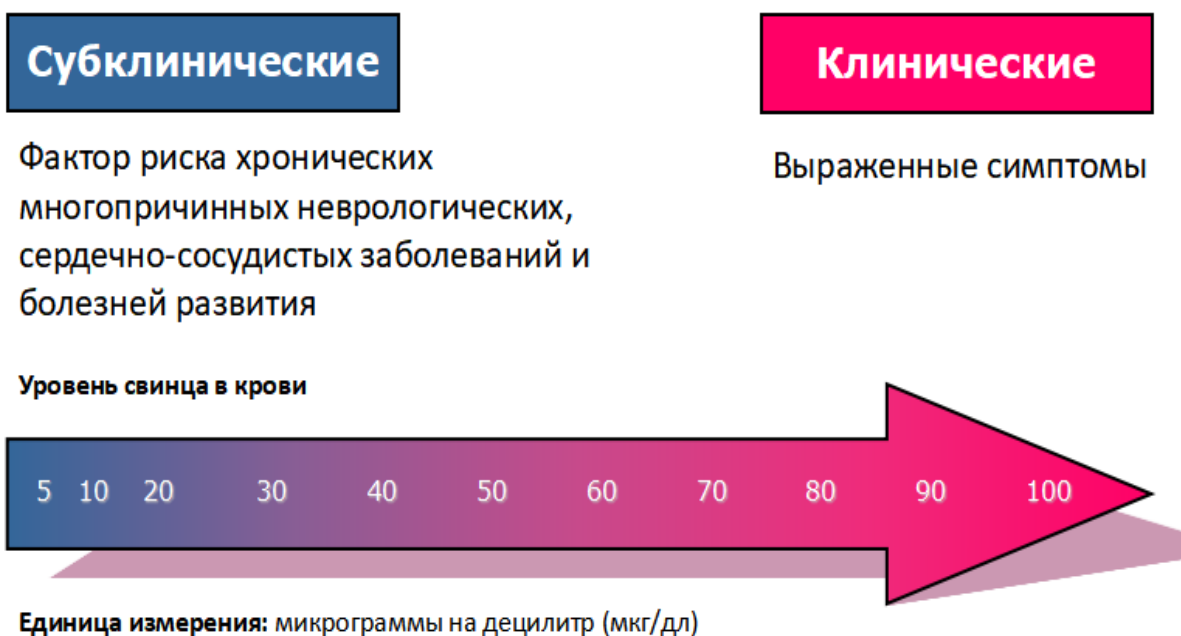 Субклинические
Клинические
Фактор риска хронических
многопричинных неврологических,
сердечно-сосудистых заболеваний и
болезней развития
Выраженные симптомы
Уровень свинца в крови
5 10 20 30 40 50 60 70 80 90 100
Единица измерения: микрограммы на децилитр (мкг/дл)